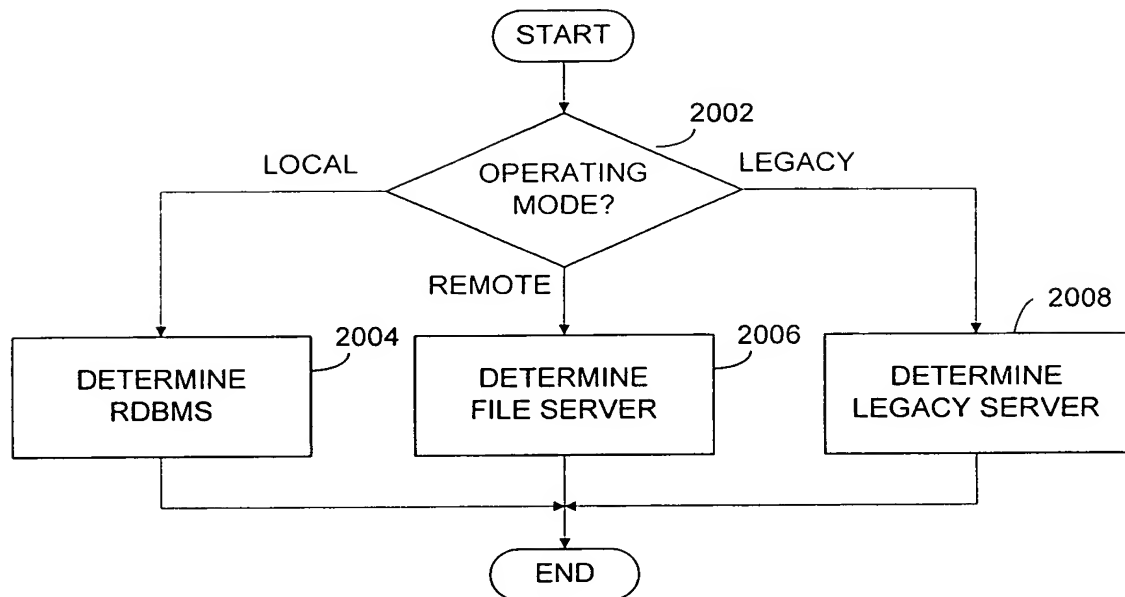 START
2002
LOCAL
OPERATING
MODE?
LEGACY
REMOTE
2004
DETERMINE
RDBMS
2006
DETERMINE
FILE SERVER
2008
DETERMINE
LEGACY SERVER
END